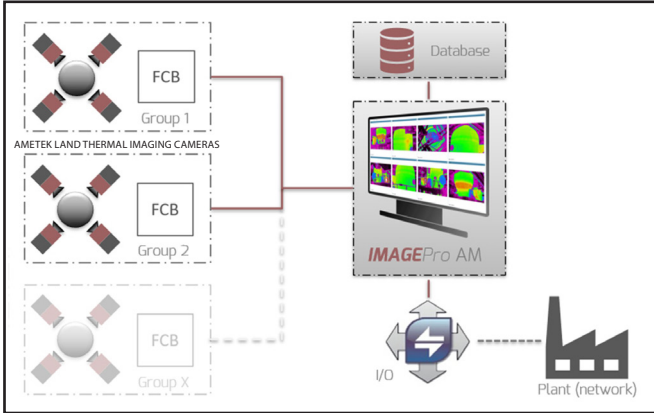 FCB
Group 1
AMETEK LAND THERMAL IMAGING CAMERAS
FCB
Group 2
FCB
Group X
Database
IMAGEPro AM
I/O
Plant (network)